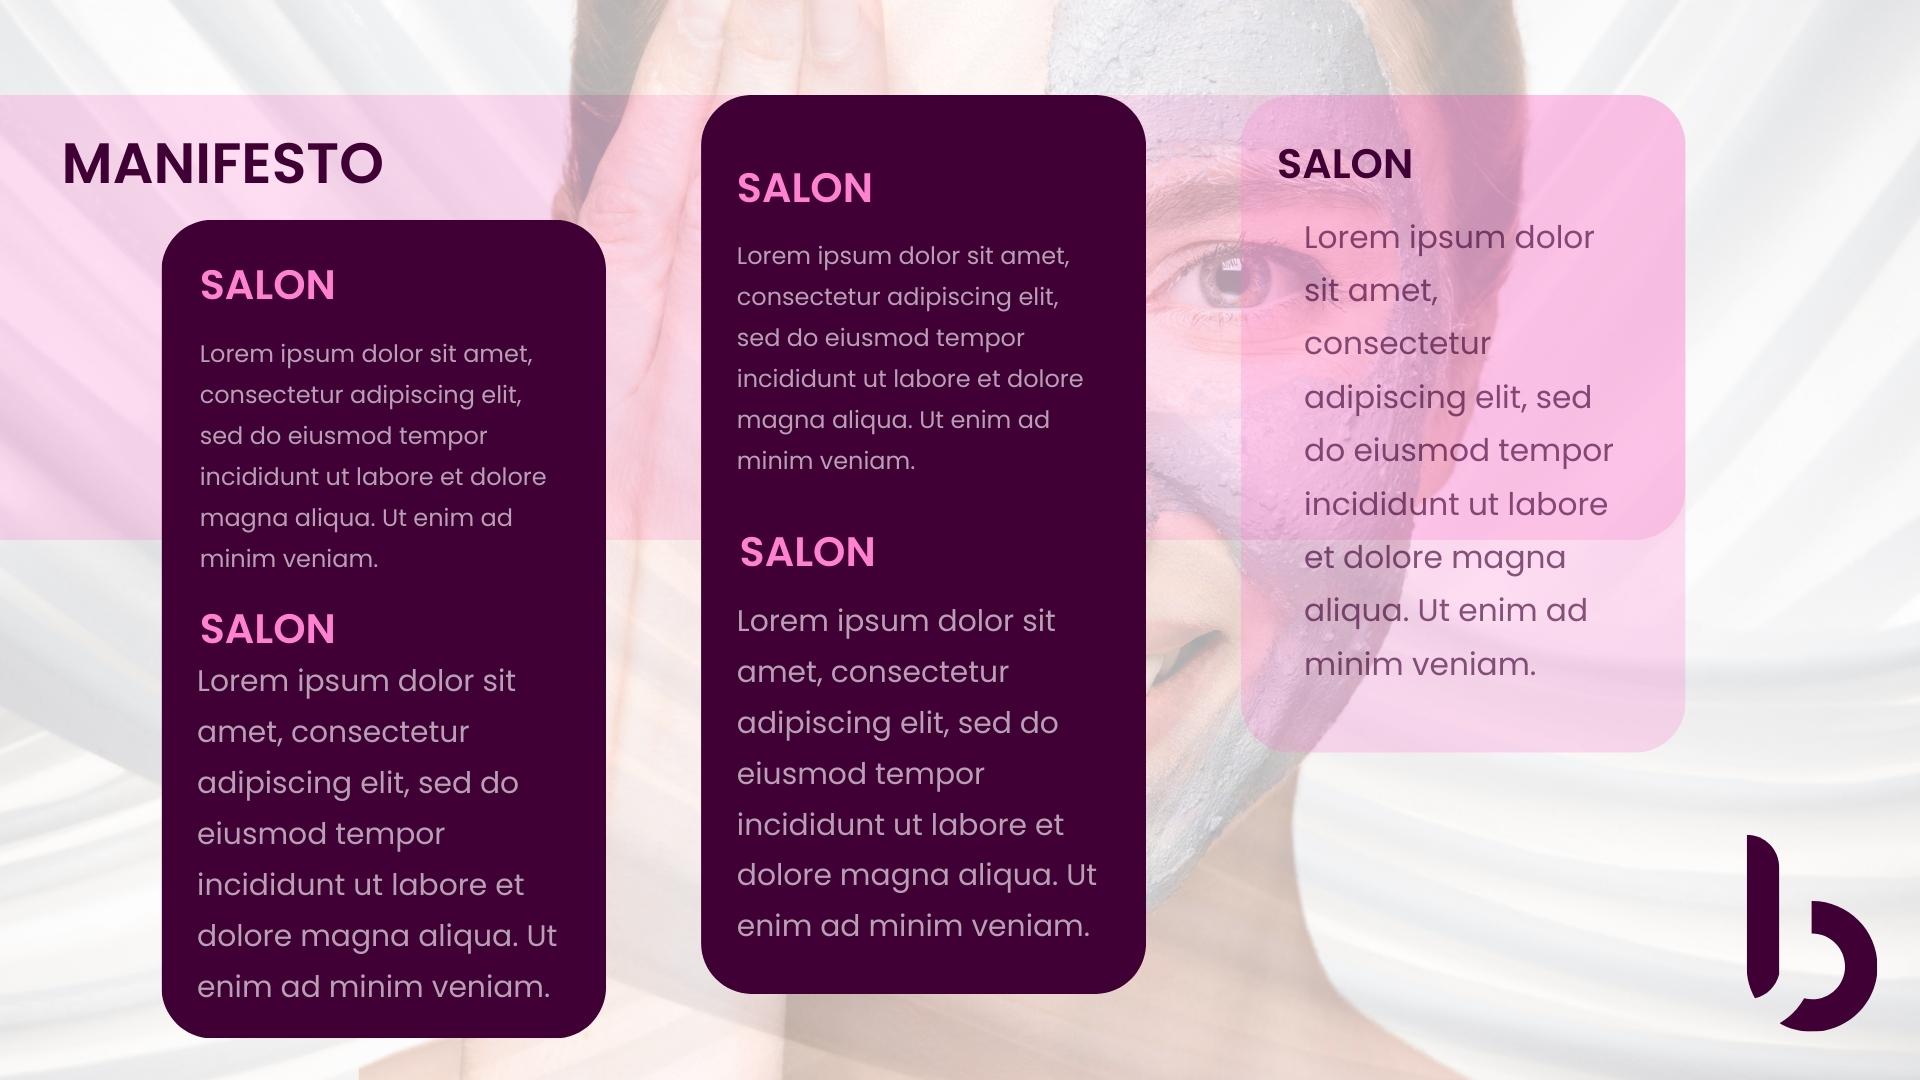 MANIFESTO
SALON
Lorem ipsum dolor sit amet,
consectetur adipiscing elit,
sed do eiusmod tempor
incididunt ut labore et dolore
magna aliqua. Ut enim ad
minim veniam.
SALON
Lorem ipsum dolor sit
amet, consectetur
adipiscing elit, sed do
eiusmod tempor
incididunt ut labore et
dolore magna aliqua. Ut
enim ad minim veniam.
SALON
Lorem ipsum dolor sit amet,
consectetur adipiscing elit,
sed do eiusmod tempor
incididunt ut labore et dolore
magna aliqua. Ut enim ad
minim veniam.
SALON
Lorem ipsum dolor sit
amet, consectetur
adipiscing elit, sed do
eiusmod tempor
incididunt ut labore et
dolore magna aliqua. Ut
enim ad minim veniam.
SALON
Lorem ipsum dolor
sit amet,
consectetur
adipiscing elit, sed
do eiusmod tempor
incididunt ut labore
et dolore magna
aliqua. Ut enim ad
minim veniam.
b